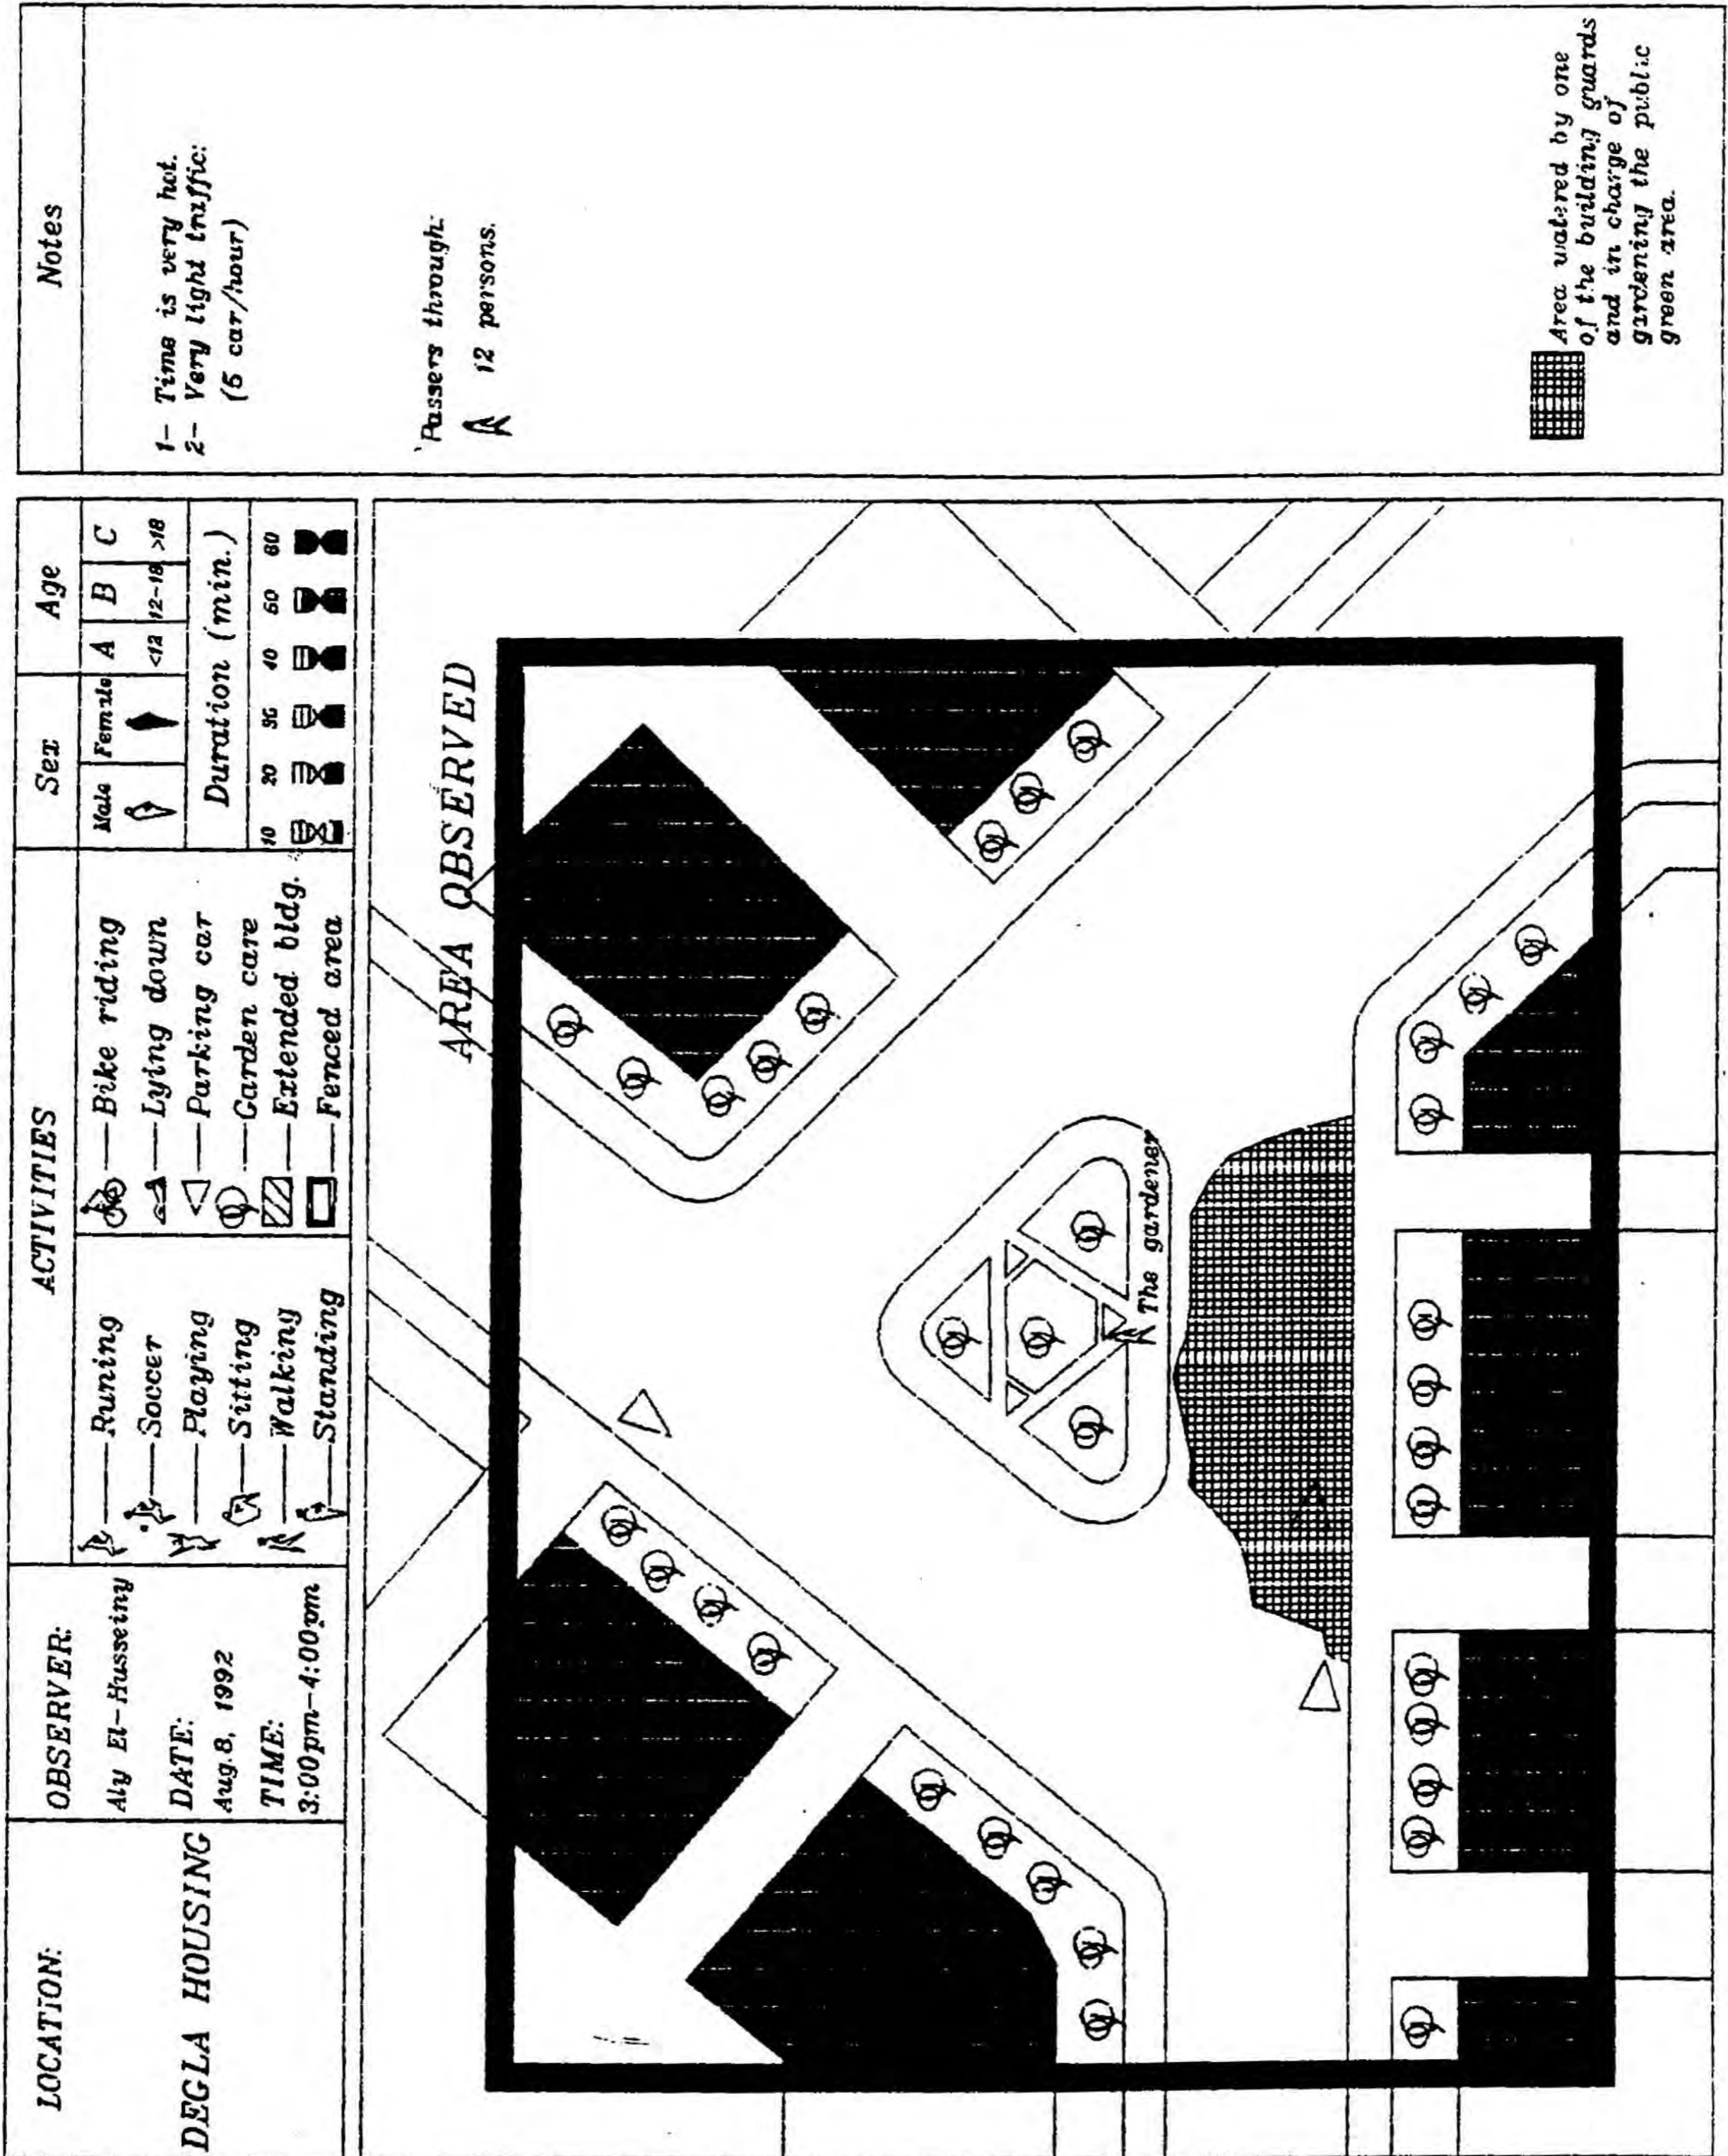 LOCATION:
DEGLA HOUSING
OBSERVER:
Aly El-Husseiny
DATE:
Aug.8, 1992
TIME:
3:00pm-4:00pm
ACTIVITIES
Runing
Soccer
Playing
Sitting
Walking
Standing
Bike riding
Lying down
Parking car
Garden care
Extended bldg.
Fenced area
Sex
Male Female
Age
A B C
<12 12-18 >18
Duration (min.)
10 20 30 40 50 60
Notes
1- Time is very hot.
2- Very light traffic:
(5 car/hour)
Passers through:
12 persons.
Area watered by one
of the building guards
and in charge of
gardening the public
green area.
AREA OBSERVED
The gardener